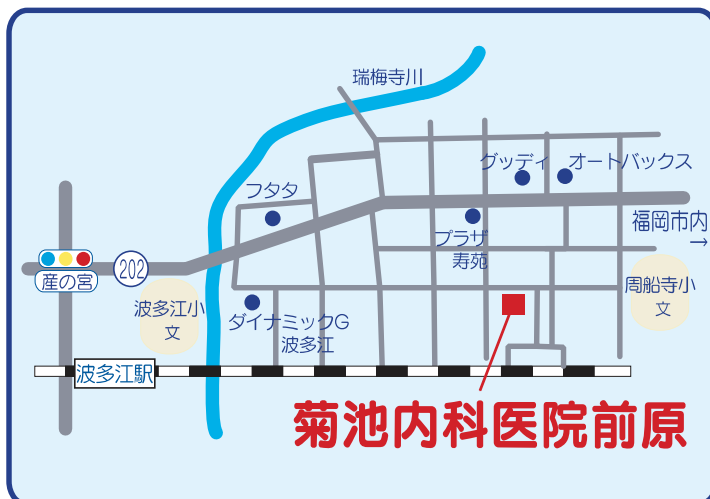 瑞梅寺川
グッディ
オートバックス
フタタ
福岡市内
→
プラザ
寿苑
202
産の宮
波多江小
文
周船寺小
文
ダイナミックG
波多江
波多江駅
菊池内科医院前原